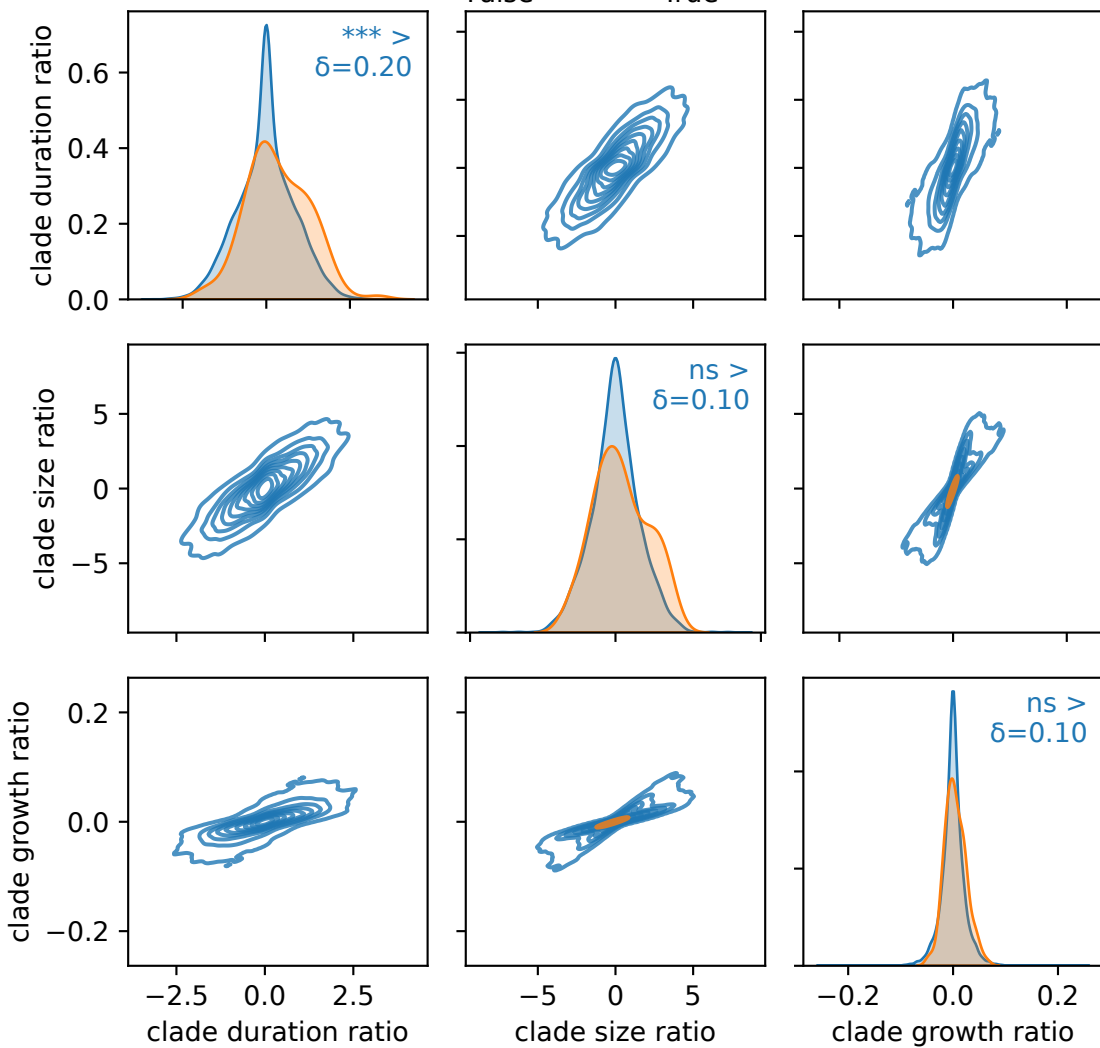 False True
clade duration ratio
0.6
0.4
0.2
0.0
*** >
δ=0.20
clade size ratio
5
0
−5
ns >
δ=0.10
clade growth ratio
0.2
0.0
−0.2
ns >
δ=0.10
−2.5 0.0 2.5
−5 0 5
−0.2 0.0 0.2
clade duration ratio
clade size ratio
clade growth ratio